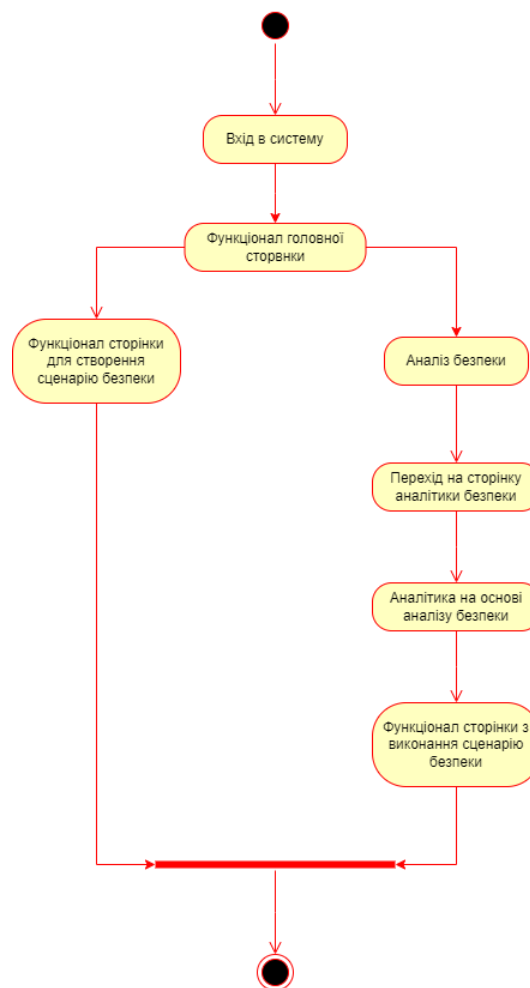 Вхід в систему
Функціонал головної
сторвнки
Функціонал сторінки
для створення
сценарію безпеки
Аналіз безпеки
Перехід на сторінку
аналітики безпеки
Аналітика на основі
аналізу безпеки
Функціонал сторінки з
виконання сценарію
безпеки